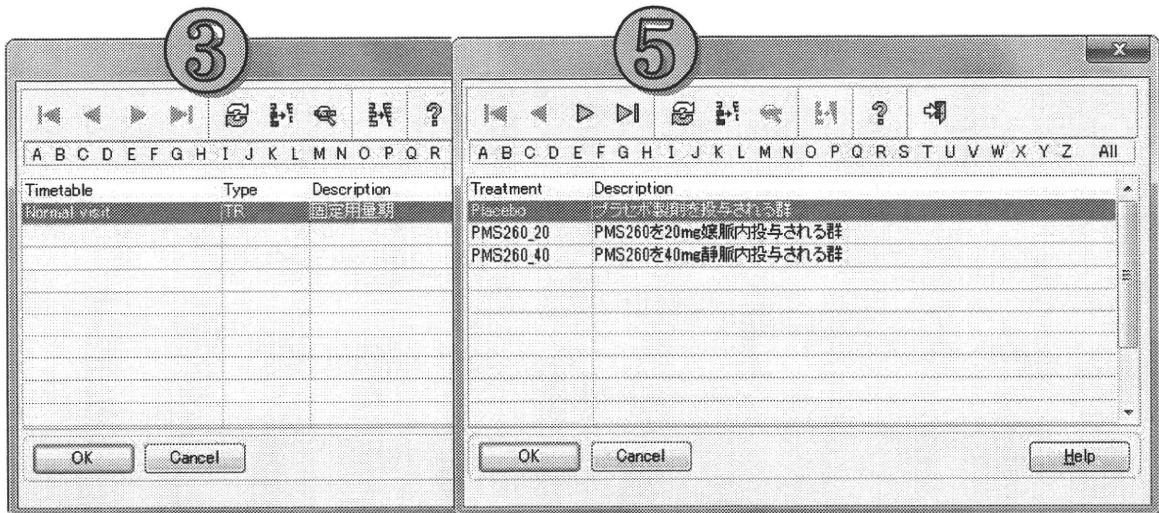 3
A B C D E F G H I J K L M N O P Q R
Timetable Type Description
Normal visit TR 固定用量期
OK Cancel
5
A B C D E F G H I J K L M N O P Q R S T U V W X Y Z All
Treatment Description
Placebo プラセボ製剤を投与される群
PMS260_20 PMS260を20mg嬢脈内投与される群
PMS260_40 PMS260を40mg静脈内投与される群
OK Cancel Help